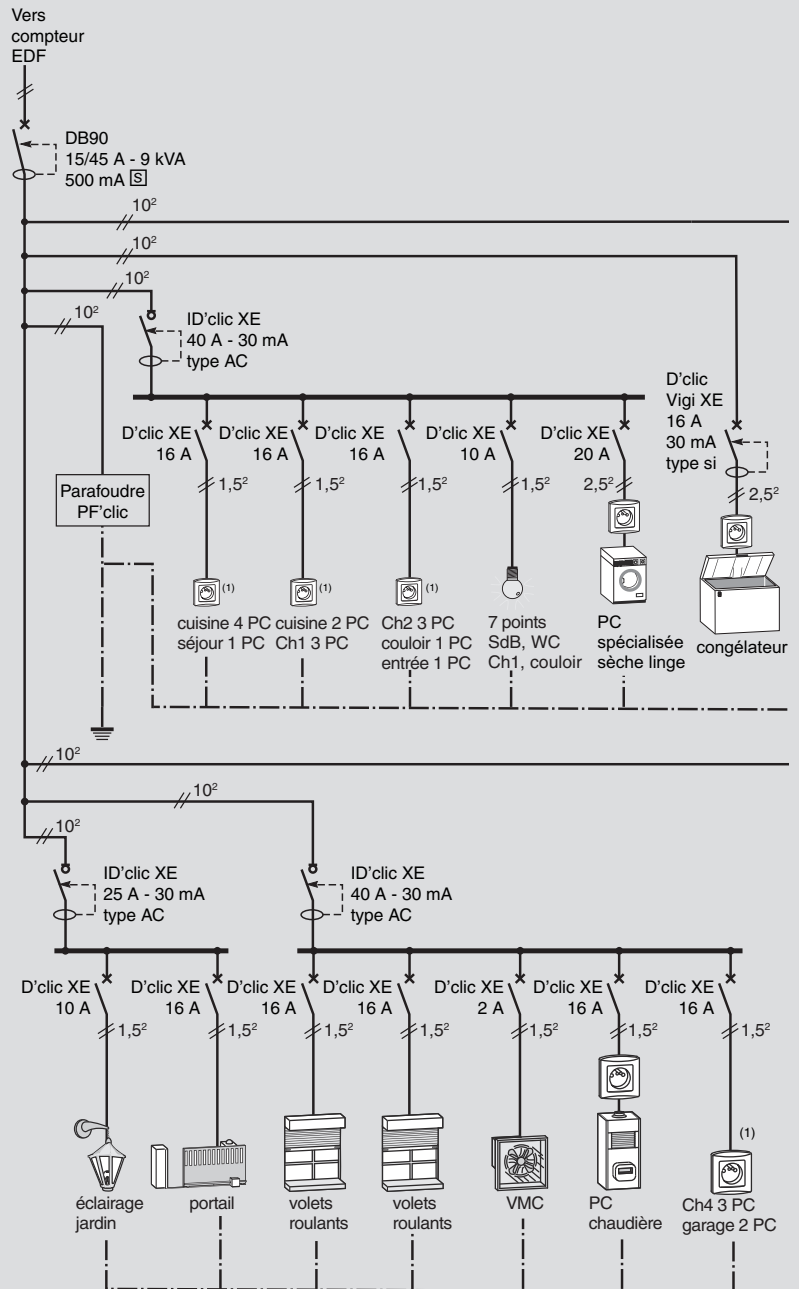 Vers
compteur
EDF
DB90
15/45 A - 9 kVA
500 mA S
10²
10²
10²
10²
ID'clic XE
40 A - 30 mA
type AC
D'clic
Vigi XE
16 A
30 mA
type si
D'clic XE
16 A
D'clic XE
16 A
D'clic XE
16 A
D'clic XE
10 A
D'clic XE
20 A
Parafoudre
PF'clic
1,5²
1,5²
1,5²
1,5²
2,5²
2,5²
(1)
(1)
(1)
cuisine 4 PC
séjour 1 PC
cuisine 2 PC
Ch1 3 PC
Ch2 3 PC
couloir 1 PC
entrée 1 PC
7 points
SdB, WC
Ch1, couloir
PC
spécialisée
sèche linge
congélateur
10²
10²
10²
ID'clic XE
25 A - 30 mA
type AC
ID'clic XE
40 A - 30 mA
type AC
D'clic XE
10 A
D'clic XE
16 A
D'clic XE
16 A
D'clic XE
16 A
D'clic XE
2 A
D'clic XE
16 A
D'clic XE
16 A
1,5²
1,5²
1,5²
1,5²
1,5²
1,5²
1,5²
(1)
éclairage
jardin
portail
volets
roulants
volets
roulants
VMC
PC
chaudière
Ch4 3 PC
garage 2 PC